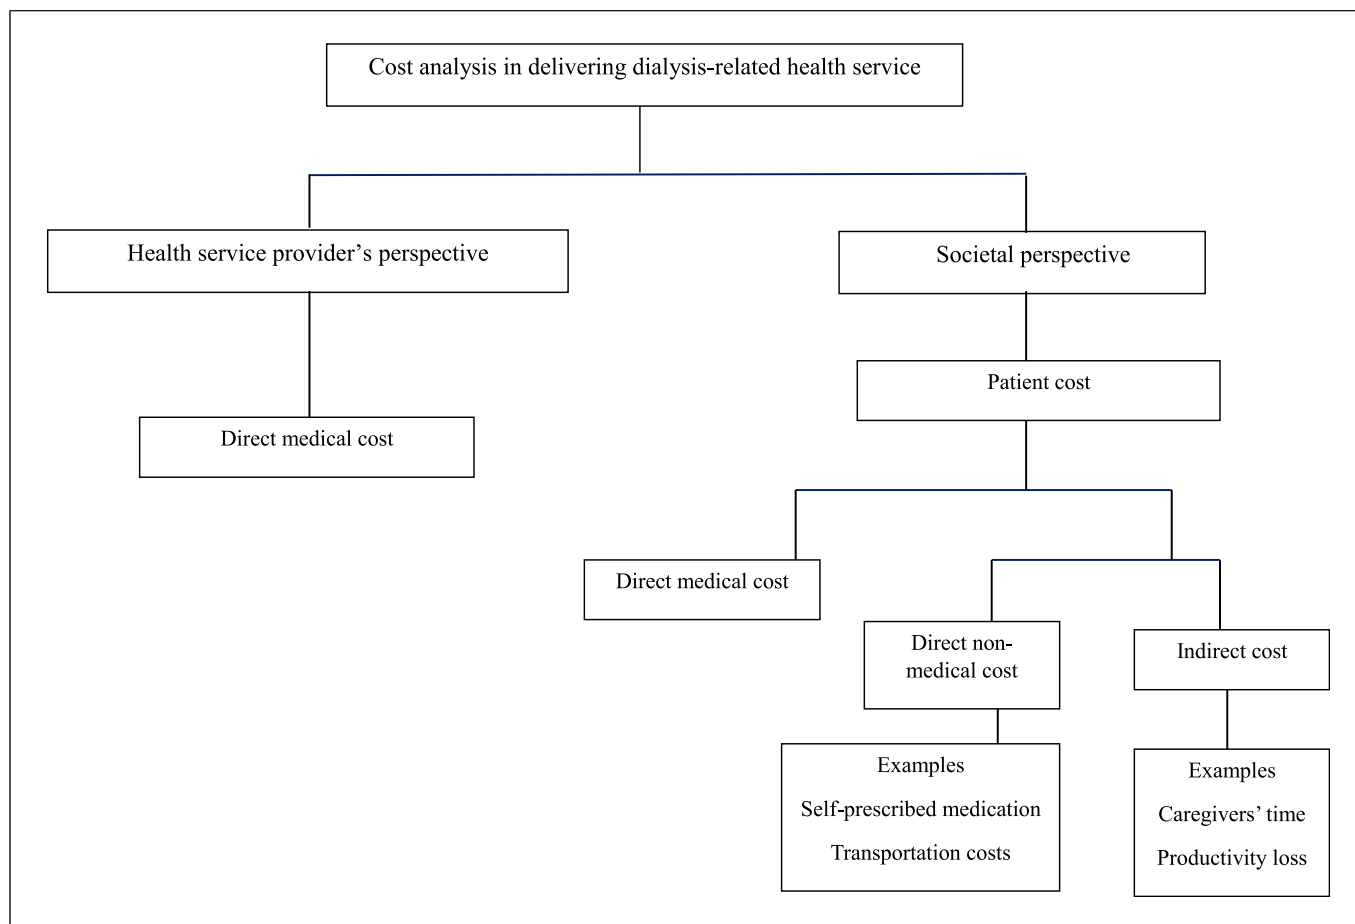 Cost analysis in delivering dialysis-related health service
Health service provider’s perspective
Societal perspective
Patient cost
Direct medical cost
Direct medical cost
Direct non-
medical cost
Indirect cost
Examples
Self-prescribed medication
Transportation costs
Examples
Caregivers’ time
Productivity loss